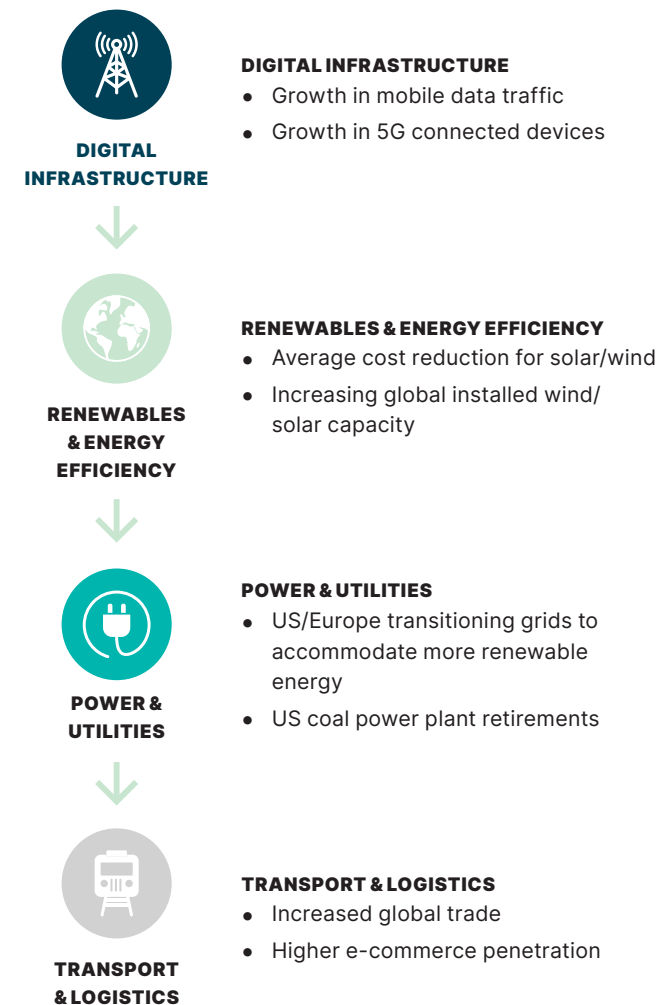 DIGITAL INFRASTRUCTURE
• Growth in mobile data traffic
• Growth in 5G connected devices
DIGITAL
INFRASTRUCTURE
RENEWABLES & ENERGY EFFICIENCY
• Average cost reduction for solar/wind
• Increasing global installed wind/
solar capacity
RENEWABLES
& ENERGY
EFFICIENCY
POWER & UTILITIES
• US/Europe transitioning grids to
accommodate more renewable
energy
• US coal power plant retirements
POWER &
UTILITIES
TRANSPORT & LOGISTICS
• Increased global trade
• Higher e-commerce penetration
TRANSPORT
& LOGISTICS